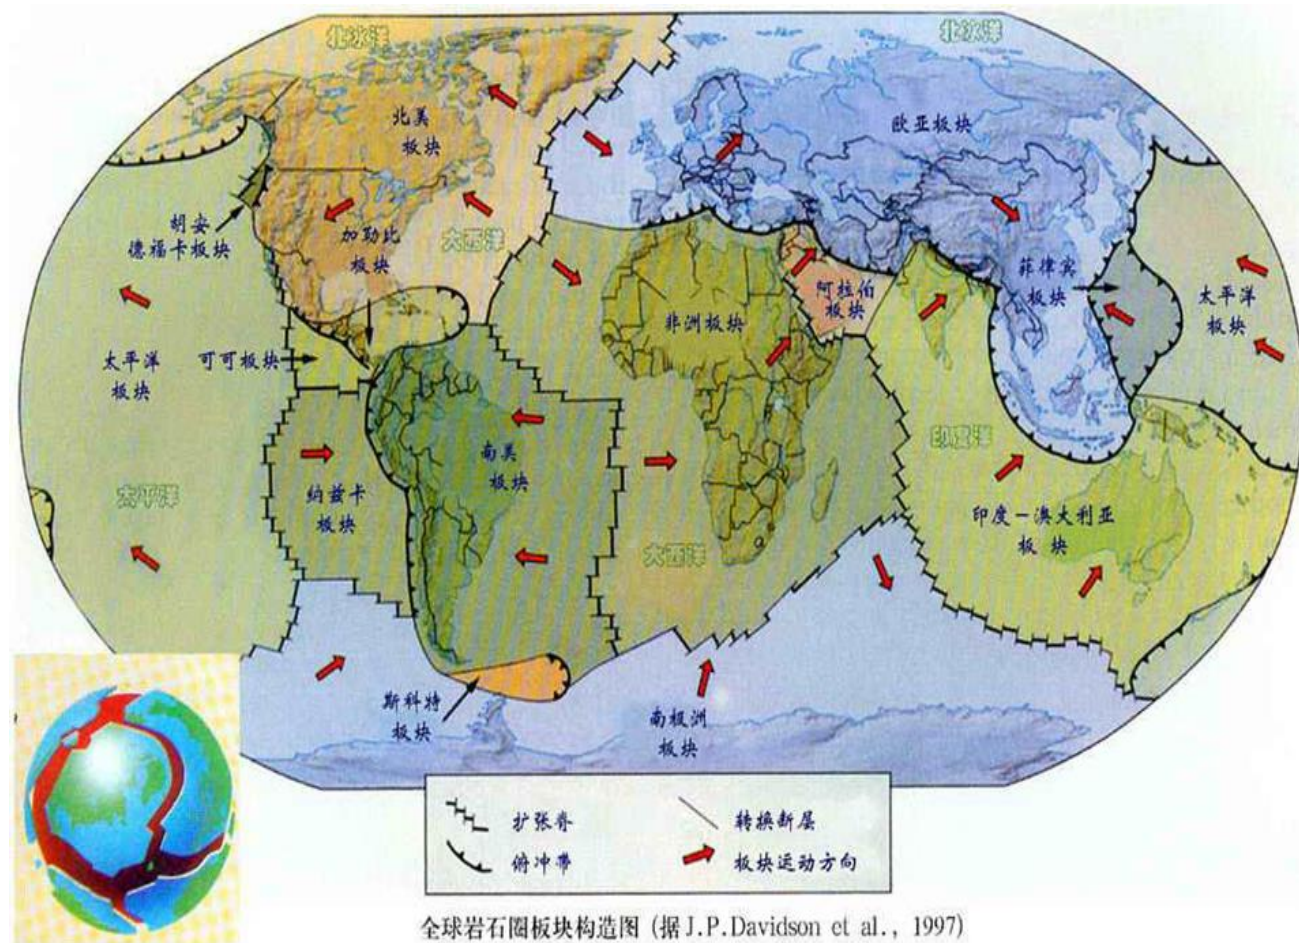 北冰洋
北冰洋
北美
板块
欧亚板块
胡安
德福卡板块
加勒比
板块
大西洋
菲律宾
板块
阿拉伯
板块
太平洋
板块
非洲板块
太平洋
板块
可可板块
印度洋
南美
板块
纳兹卡
板块
太平洋
印度－澳大利亚
板块
大西洋
斯科特
板块
南极洲
板块
扩张脊
转换断层
俯冲带
板块运动方向
全球岩石圈板块构造图 (据J.P.Davidson et al.，1997)